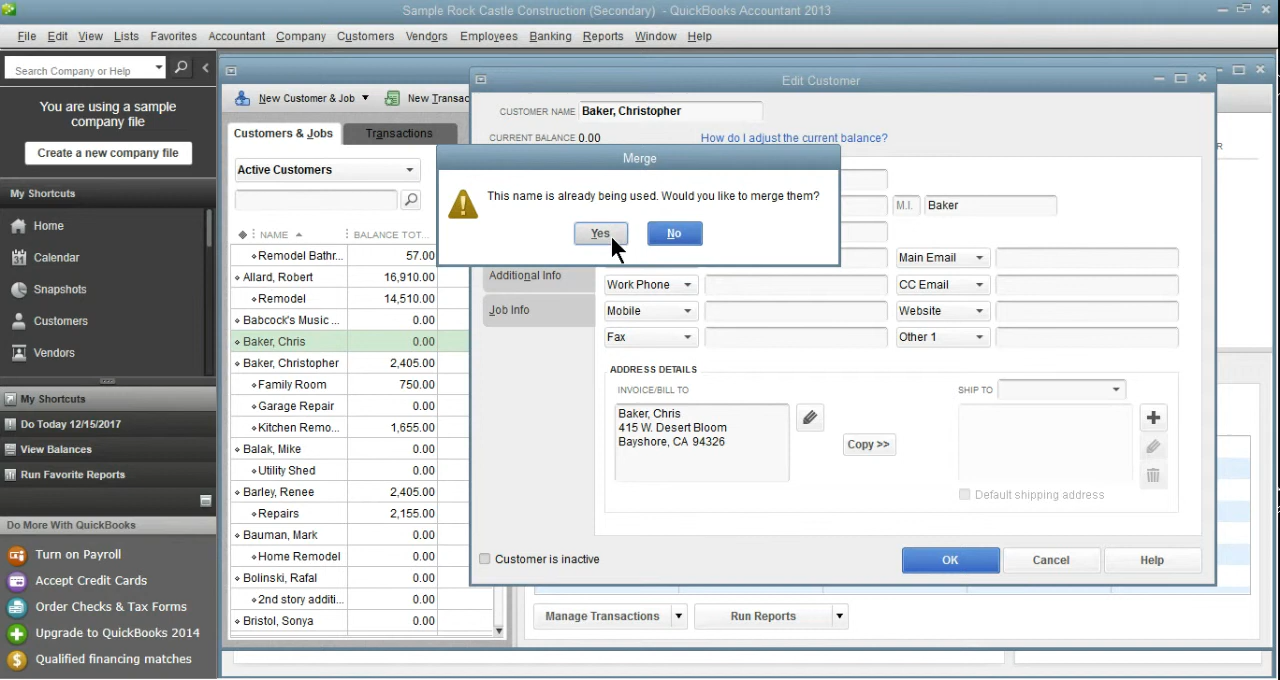 Sample Rock Castle Construction (Secondary) - QuickBooks Accountant 2013
File Edit View Lists Favorites Accountant Company Customers Vendors Employees Banking Reports Window Help
Search Company or Help
You are using a sample
company file
Create a new company file
My Shortcuts
Home
Calendar
Snapshots
Customers
Vendors
My Shortcuts
Do Today 12/15/2017
View Balances
Run Favorite Reports
Do More With QuickBooks
Turn on Payroll
Accept Credit Cards
Order Checks & Tax Forms
Upgrade to QuickBooks 2014
Qualified financing matches
New Customer & Job New Transac
Customers & Jobs Transactions
Active Customers
NAME BALANCE TOT...
Remodel Bathr... 57.00
Allard, Robert 16,910.00
Remodel 14,510.00
Babcock's Music ... 0.00
Baker, Chris 0.00
Baker, Christopher 2,405.00
Family Room 750.00
Garage Repair 0.00
Kitchen Remo... 1,655.00
Balak, Mike 0.00
Utility Shed 0.00
Barley, Renee 2,405.00
Repairs 2,155.00
Bauman, Mark 0.00
Home Remodel 0.00
Bolinski, Rafal 0.00
2nd story additi... 0.00
Bristol, Sonya 0.00
Edit Customer
CUSTOMER NAME Baker, Christopher
CURRENT BALANCE 0.00 How do I adjust the current balance?
Merge
This name is already being used. Would you like to merge them?
Yes No
M.I. Baker
Main Email
Additional Info
Work Phone CC Email
Job Info
Mobile Website
Fax Other 1
ADDRESS DETAILS
INVOICE/BILL TO SHIP TO
Baker, Chris
415 W. Desert Bloom
Bayshore, CA 94326
Copy >>
Default shipping address
Customer is inactive
OK Cancel Help
Manage Transactions Run Reports
R